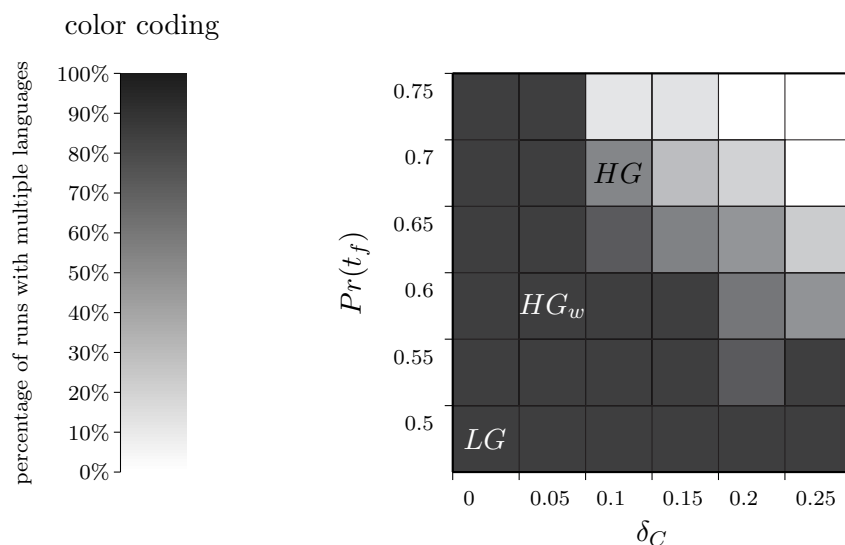 color coding
percentage of runs with multiple languages
100%
90%
80%
70%
60%
50%
40%
30%
20%
10%
0%
Pr(t_f)
0.75
0.7
0.65
0.6
0.55
0.5
HG
HG_w
LG
0 0.05 0.1 0.15 0.2 0.25
δ_C